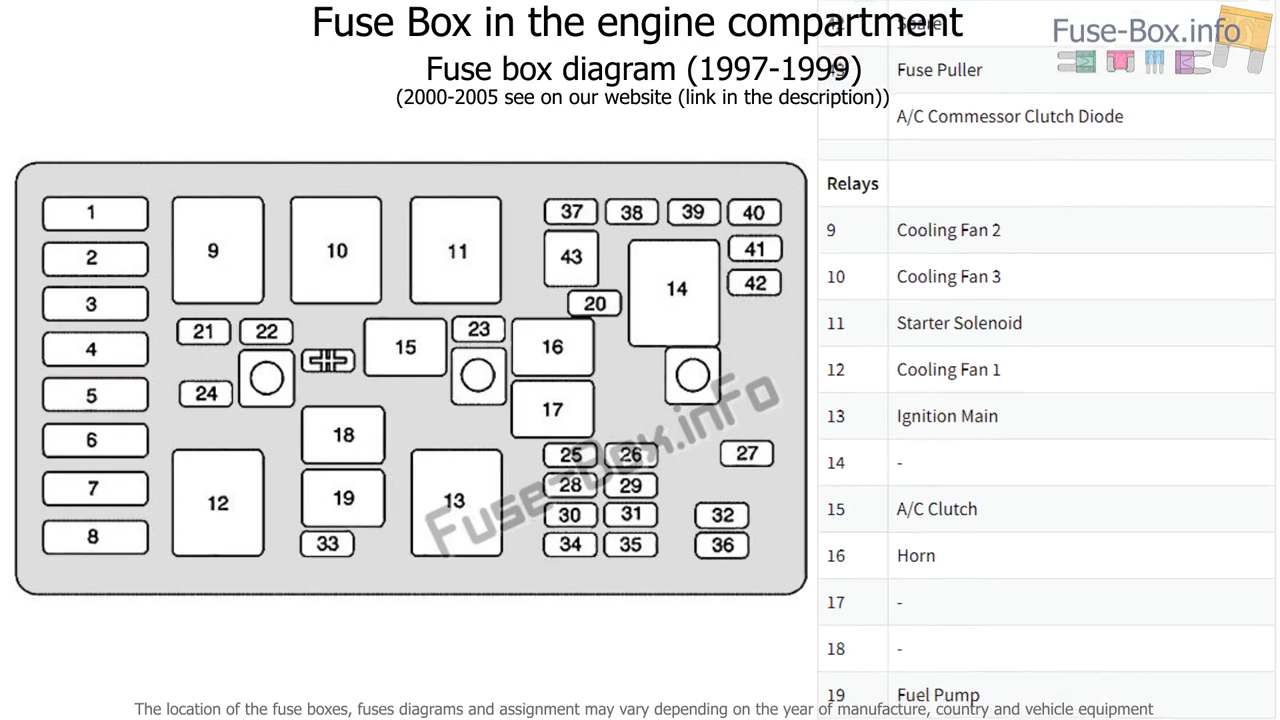 Fuse Box in the engine compartment
Fuse box diagram (1997-1999)
(2000-2005 see on our website (link in the description))
Fuse-Box.info
42 Spare
43 Fuse Puller
A/C Commessor Clutch Diode
Relays
9 Cooling Fan 2
10 Cooling Fan 3
11 Starter Solenoid
12 Cooling Fan 1
13 Ignition Main
14 -
15 A/C Clutch
16 Horn
17 -
18 -
19 Fuel Pump
1 9 10 11 37 38 39 40
2 43 14 41
3 20 42
4 21 22 15 23 16
5 24 17
6 18 25 26 27
7 12 19 13 28 29
30 31 32
8 33 34 35 36
Fuse-Box.info
The location of the fuse boxes, fuses diagrams and assignment may vary depending on the year of manufacture, country and vehicle equipment